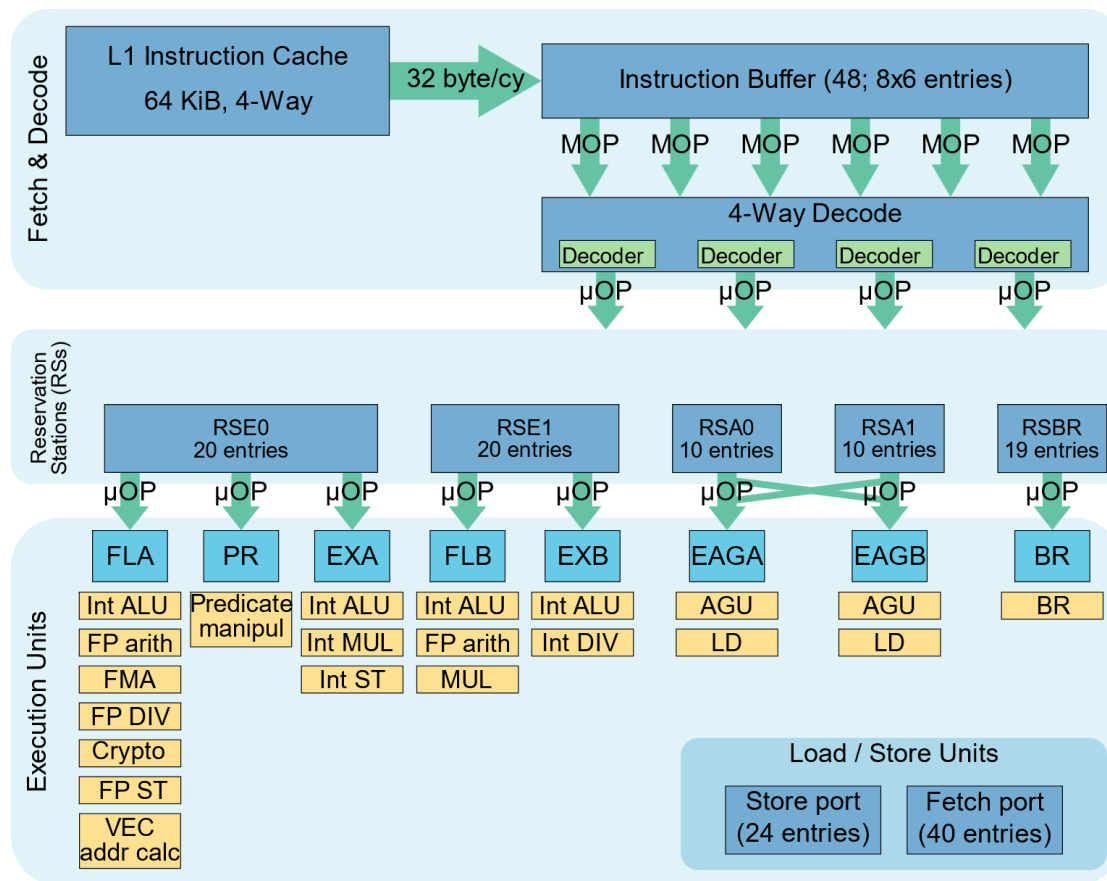 Fetch & Decode
L1 Instruction Cache
64 KiB, 4-Way
32 byte/cy
Instruction Buffer (48; 8x6 entries)
MOP MOP MOP MOP MOP MOP
4-Way Decode
Decoder Decoder Decoder Decoder
µOP µOP µOP µOP
Reservation
Stations (RSs)
RSE0
20 entries
RSE1
20 entries
RSA0
10 entries
RSA1
10 entries
RSBR
19 entries
µOP µOP µOP µOP µOP µOP µOP µOP
Execution Units
FLA
Int ALU
FP arith
FMA
FP DIV
Crypto
FP ST
VEC
addr calc
PR
Predicate
manipul
EXA
Int ALU
Int MUL
Int ST
FLB
Int ALU
FP arith
MUL
EXB
Int ALU
Int DIV
EAGA
AGU
LD
EAGB
AGU
LD
BR
BR
Load / Store Units
Store port
(24 entries)
Fetch port
(40 entries)